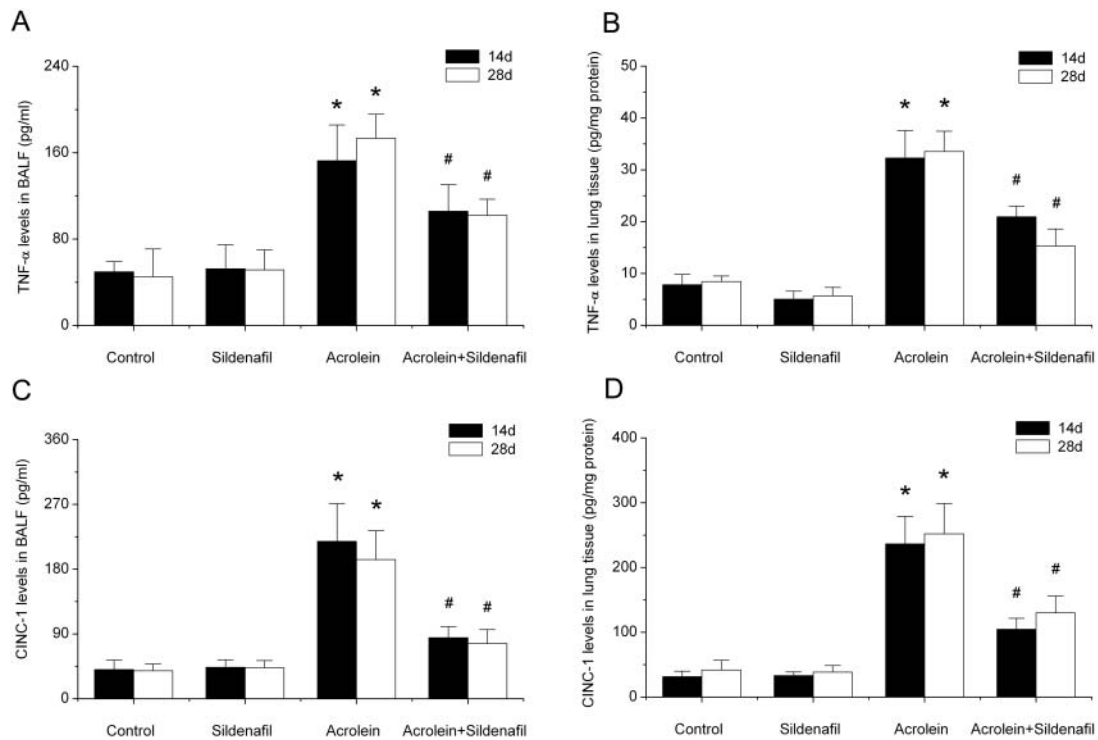 A
14d
28d
TNF-α levels in BALF (pg/ml)
240
160
80
0
*
*
#
#
Control
Sildenafil
Acrolein
Acrolein+Sildenafil
B
14d
28d
TNF-α levels in lung tissue (pg/mg protein)
50
40
30
20
10
0
*
*
#
#
Control
Sildenafil
Acrolein
Acrolein+Sildenafil
C
14d
28d
CINC-1 levels in BALF (pg/ml)
360
270
180
90
0
*
*
#
#
Control
Sildenafil
Acrolein
Acrolein+Sildenafil
D
14d
28d
CINC-1 levels in lung tissue (pg/mg protein)
400
300
200
100
0
*
*
#
#
Control
Sildenafil
Acrolein
Acrolein+Sildenafil